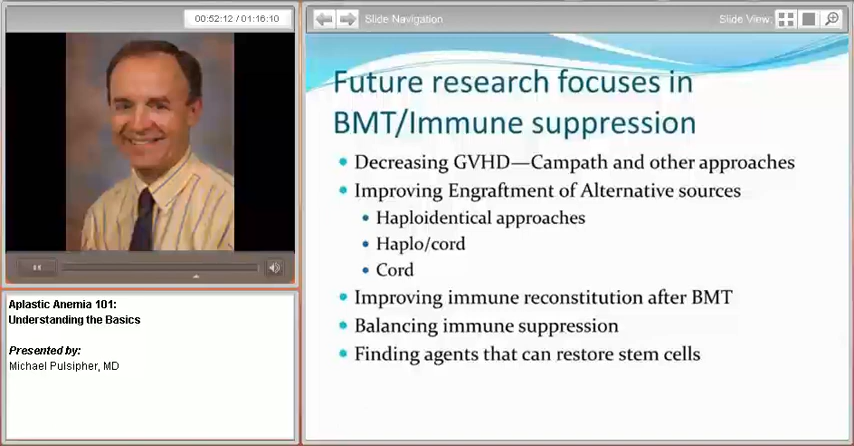 00:52:12 / 01:16:10
Slide Navigation
Slide View:
Aplastic Anemia 101:
Understanding the Basics
Presented by:
Michael Pulsipher, MD
Future research focuses in
BMT/Immune suppression
• Decreasing GVHD—Campath and other approaches
• Improving Engraftment of Alternative sources
• Haploidentical approaches
• Haplo/cord
• Cord
• Improving immune reconstitution after BMT
• Balancing immune suppression
• Finding agents that can restore stem cells